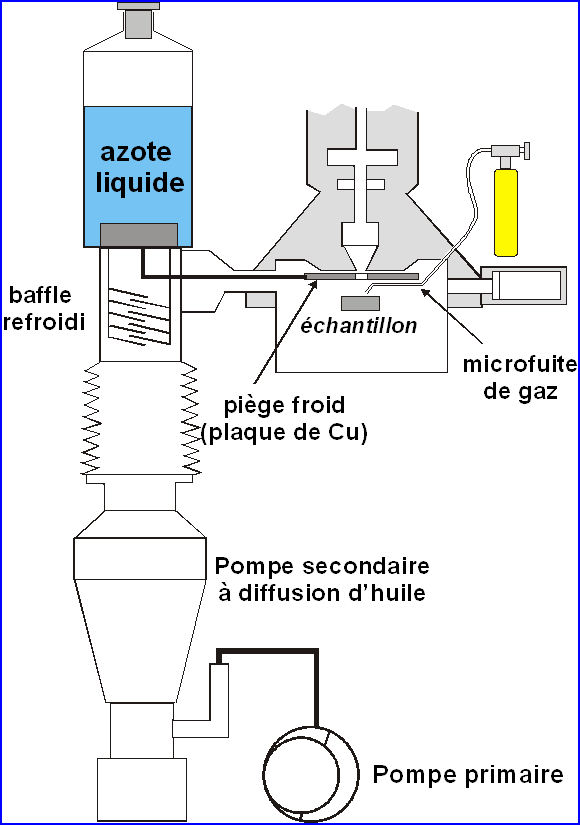 azote
liquide
baffle
refroidi
échantillon
microfuite
de gaz
piège froid
(plaque de Cu)
Pompe secondaire
à diffusion d’huile
Pompe primaire